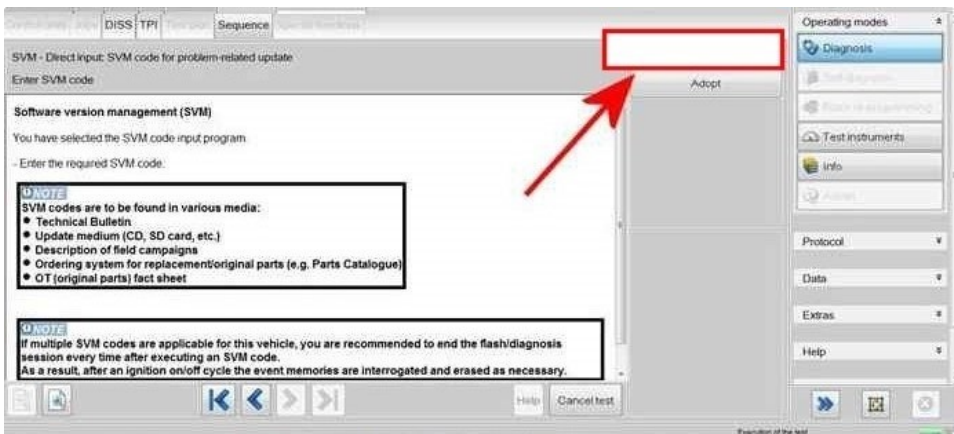 DISS
TPI
Sequence
Operating modes
SVM - Direct input: SVM code for problem-related update
Diagnosis
Enter SVM code
Adopt
Software version management (SVM)
You have selected the SVM code input program
Test instruments
- Enter the required SVM code.
Info
NOTE
SVM codes are to be found in various media:
● Technical Bulletin
● Update medium (CD, SD card, etc.)
● Description of field campaigns
● Ordering system for replacement/original parts (e.g. Parts Catalogue)
● OT (original parts) fact sheet
Protocol
Data
Extras
NOTE
If multiple SVM codes are applicable for this vehicle, you are recommended to end the flash/diagnosis
session every time after executing an SVM code.
As a result, after an ignition on/off cycle the event memories are interrogated and erased as necessary.
Help
Help
Cancel test
Execution of the test